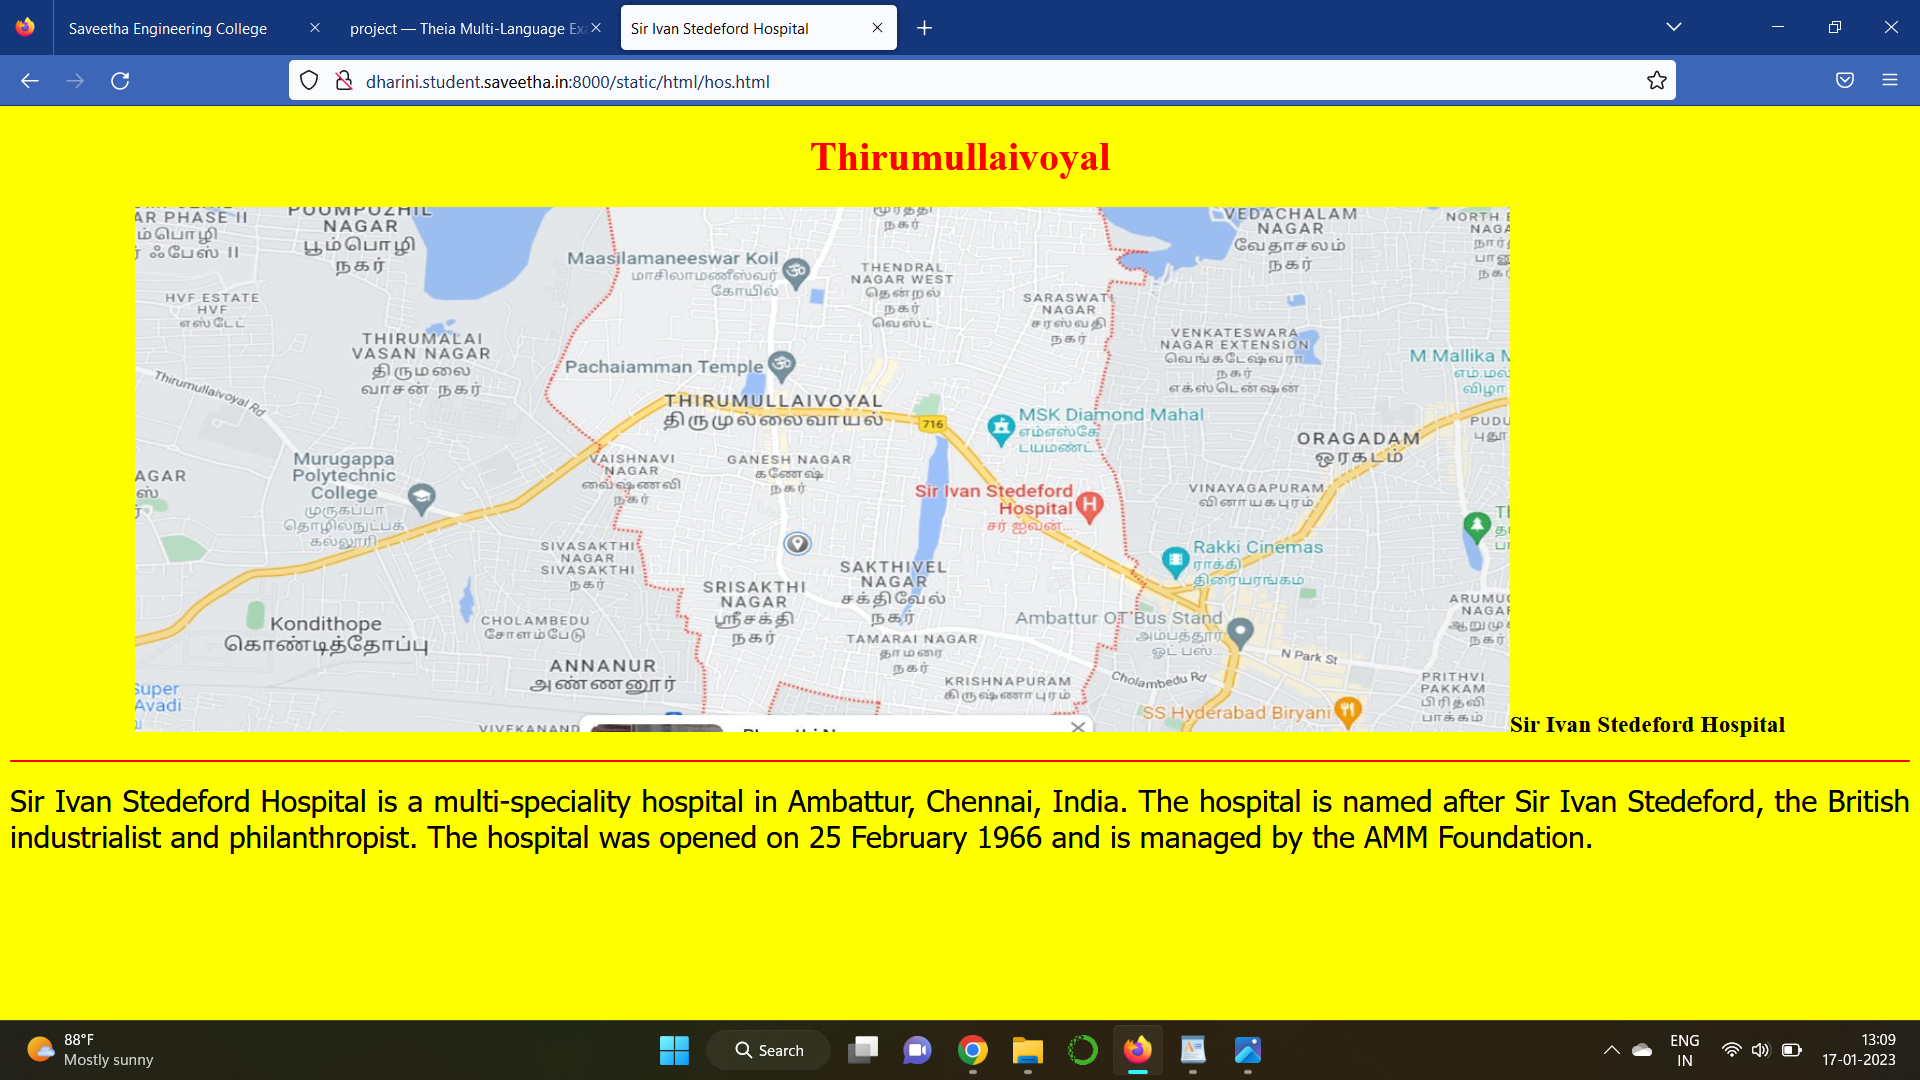 Saveetha Engineering College
project — Theia Multi-Language Ex
Sir Ivan Stedeford Hospital
dharini.student.saveetha.in:8000/static/html/hos.html
Thirumullaivoyal
AR PHASE II
ம்பொழி
ஃபேஸ் II
POOMPOZHIL
NAGAR
பூம்பொழி
நகர்
நகர்
VEDACHALAM
NAGAR
வேதாசலம்
நகர்
NORTH E
NAGA
Maasilamaneeswar Koil
மாசிலாமணீஸ்வர்
கோயில்
THENDRAL
NAGAR WEST
தென்றல்
நகர்
வெஸ்ட்
SARASWATI
NAGAR
சரஸ்வதி
நகர்
HVF ESTATE
HVF
எஸ்டேட்
THIRUMALAI
VASAN NAGAR
திருமலை
வாசன் நகர்
VENKATESWARA
NAGAR EXTENSION
வெங்கடேஷ்வரா
நகர்
எக்ஸ்டென்ஷன்
M Mallika M
எம்.மல்
விழா
Pachaiamman Temple
Thirumullaivoyal Rd
THIRUMULLAIVOYAL
திருமுல்லைவாயல்
716
MSK Diamond Mahal
எம்எஸ்கே
டயமண்ட்
ORAGADAM
ஒரகடம்
PUDU
புதூர்
Murugappa
Polytechnic
College
முருகப்பா
தொழில்நுட்பக்
கல்லூரி
VAISHNAVI
NAGAR
வைஷ்ணவி
நகர்
GANESH NAGAR
கணேஷ்
நகர்
AGAR
Sir Ivan Stedeford
Hospital
சர் ஐவன்...
VINAYAGAPURAM
விநாயகபுரம்
SIVASAKTHI
NAGAR
SIVASAKTHI
நகர்
Rakki Cinemas
ராக்கி
திரையரங்கம்
SAKTHIVEL
NAGAR
சக்திவேல்
நகர்
SRISAKTHI
NAGAR
ஸ்ரீசக்தி
நகர்
ARUMUG
NAGAR
ஆறுமுக
நகர்
Kondithope
கொண்டித்தோப்பு
CHOLAMBEDU
சோளம்பேடு
Ambattur OT Bus Stand
அம்பத்தூர்
ஓட் பஸ்...
TAMARAI NAGAR
தாமரை
நகர்
N Park St
ANNANUR
அண்ணனூர்
KRISHNAPURAM
கிருஷ்ணாபுரம்
Cholambedu Rd
PRITHVI
PAKKAM
பிரித்வி
பாக்கம்
Super
Avadi
SS Hyderabad Biryani
VIVEKANAND
Sir Ivan Stedeford Hospital
Sir Ivan Stedeford Hospital is a multi-speciality hospital in Ambattur, Chennai, India. The hospital is named after Sir Ivan Stedeford, the British
industrialist and philanthropist. The hospital was opened on 25 February 1966 and is managed by the AMM Foundation.
88°F
Mostly sunny
Search
ENG
IN
13:09
17-01-2023